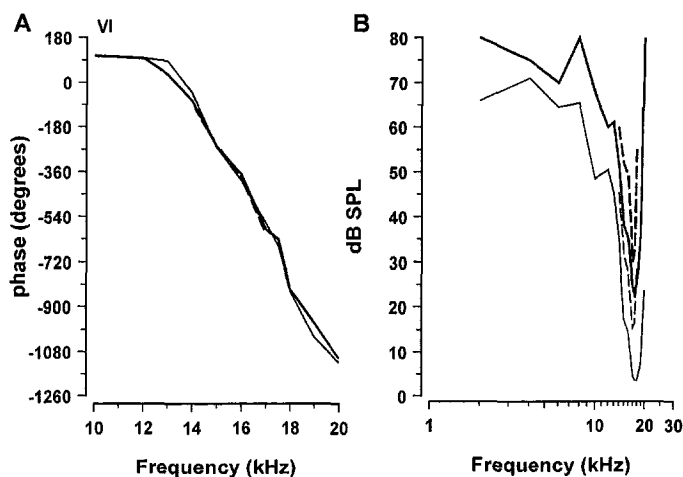 A
VI
180
0
-180
-360
-540
-720
-900
-1080
-1260
phase (degrees)
10 12 14 16 18 20
Frequency (kHz)
B
80
70
60
50
40
30
20
10
0
dB SPL
1 10 20 30
Frequency (kHz)